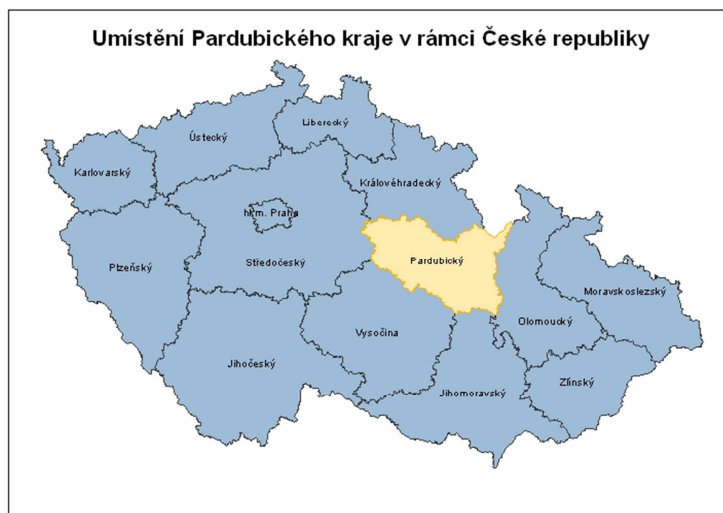 Umístění Pardubického kraje v rámci České republiky
Liberecký
Ústecký
Karlovarský
Královéhradecký
hl.m. Praha
Pardubický
Středočeský
Plzeňský
Moravskoslezský
Olomoucký
Vysočina
Jihočeský
Zlínský
Jihomoravský